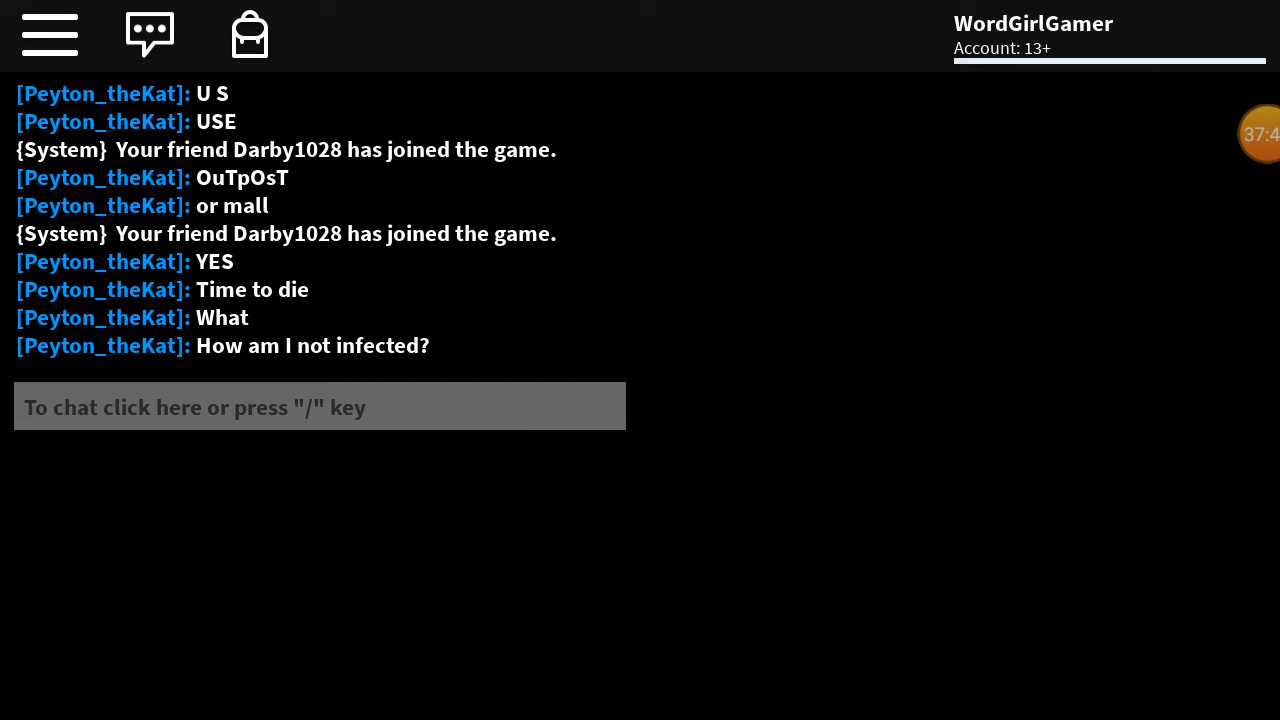 WordGirlGamer
Account: 13+
[Peyton_theKat]: U S
[Peyton_theKat]: USE
{System} Your friend Darby1028 has joined the game.
[Peyton_theKat]: OuTpOsT
[Peyton_theKat]: or mall
{System} Your friend Darby1028 has joined the game.
[Peyton_theKat]: YES
[Peyton_theKat]: Time to die
[Peyton_theKat]: What
[Peyton_theKat]: How am I not infected?
To chat click here or press "/" key